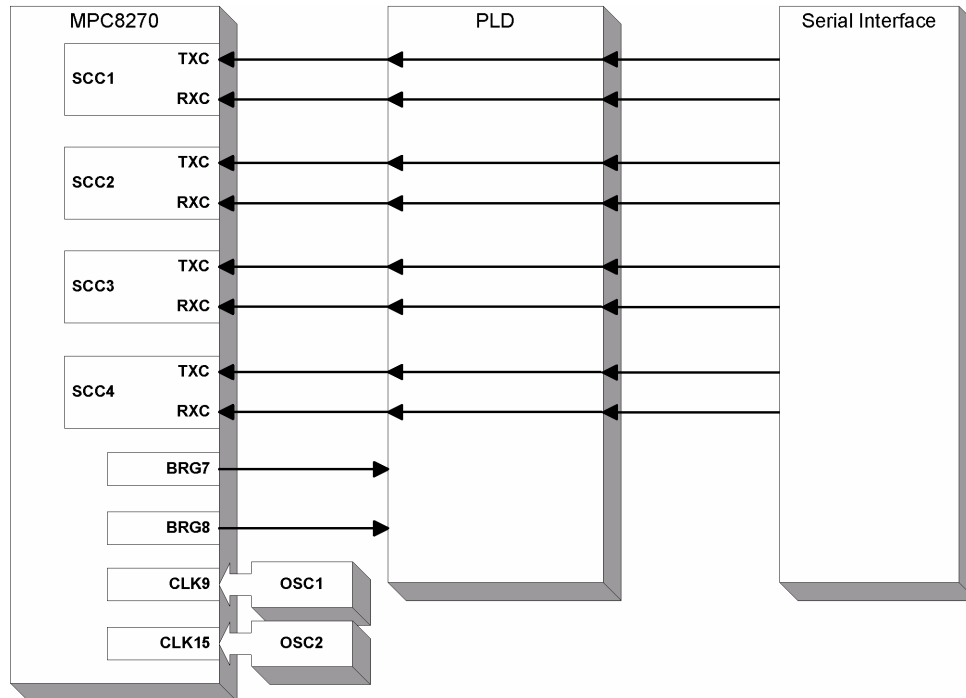 MPC8270
PLD
Serial Interface
SCC1
TXC
RXC
SCC2
TXC
RXC
SCC3
TXC
RXC
SCC4
TXC
RXC
BRG7
BRG8
CLK9
OSC1
CLK15
OSC2